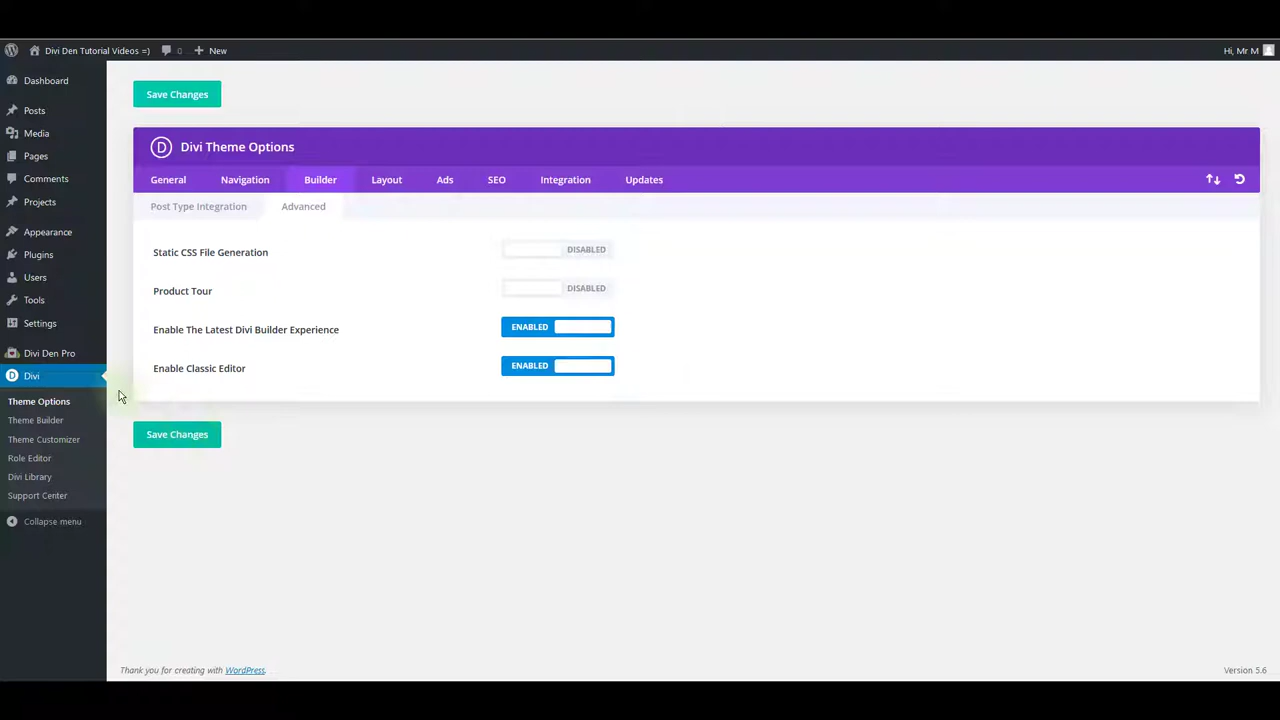 Divi Den Tutorial Videos =) 0 New Hi, Mr M
Dashboard
Posts
Media
Pages
Comments
Projects
Appearance
Plugins
Users
Tools
Settings
Divi Den Pro
Divi
Theme Options
Theme Builder
Theme Customizer
Role Editor
Divi Library
Support Center
Collapse menu
Save Changes
D Divi Theme Options
General Navigation Builder Layout Ads SEO Integration Updates
Post Type Integration Advanced
Static CSS File Generation DISABLED
Product Tour DISABLED
Enable The Latest Divi Builder Experience ENABLED
Enable Classic Editor ENABLED
Save Changes
Thank you for creating with WordPress. Version 5.6